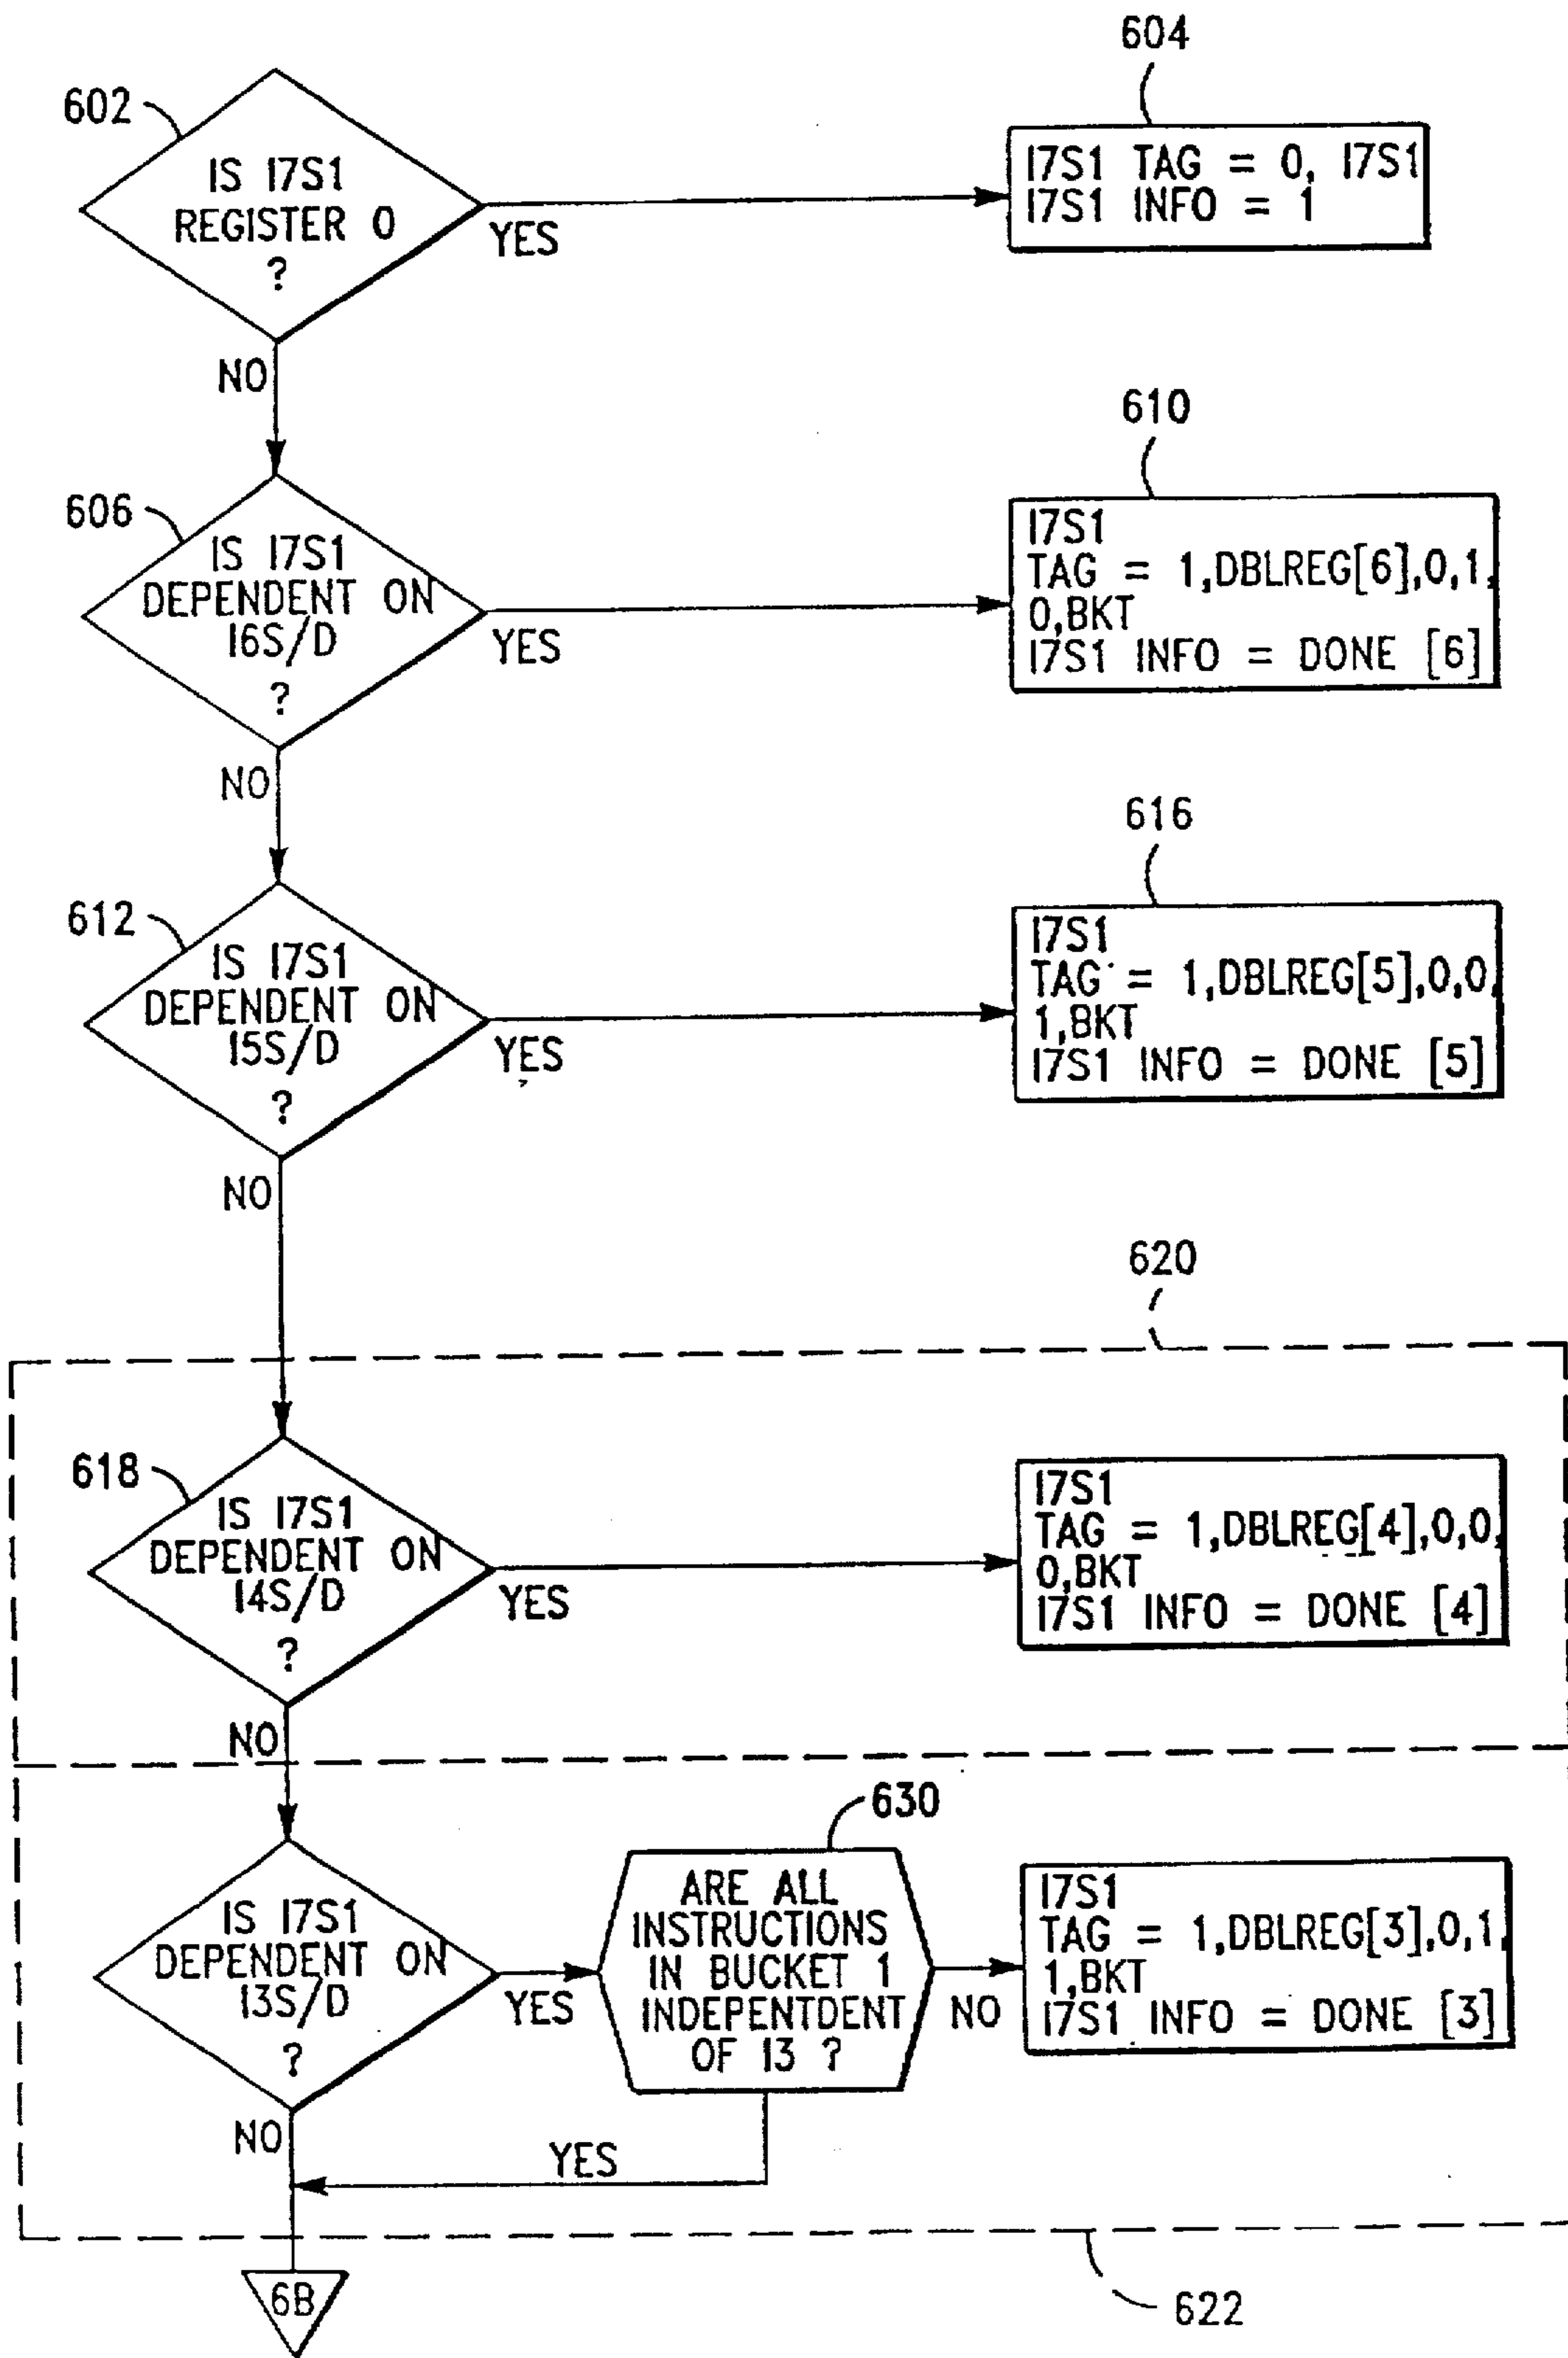 604
602
IS I7S1
REGISTER 0
?
YES
NO
I7S1 TAG = 0, I7S1
I7S1 INFO = 1
610
606
IS I7S1
DEPENDENT ON
I6S/D
?
YES
NO
I7S1
TAG = 1,DBLREG[6],0,1,
0,BKT
I7S1 INFO = DONE [6]
616
612
IS I7S1
DEPENDENT ON
I5S/D
?
YES
NO
I7S1
TAG = 1,DBLREG[5],0,0,
1,BKT
I7S1 INFO = DONE [5]
620
618
IS I7S1
DEPENDENT ON
I4S/D
?
YES
NO
I7S1
TAG = 1,DBLREG[4],0,0,
0,BKT
I7S1 INFO = DONE [4]
630
IS I7S1
DEPENDENT ON
I3S/D
?
YES
NO
ARE ALL
INSTRUCTIONS
IN BUCKET 1
INDEPENTDENT
OF I3 ?
NO
YES
I7S1
TAG = 1,DBLREG[3],0,1,
1,BKT
I7S1 INFO = DONE [3]
6B
622